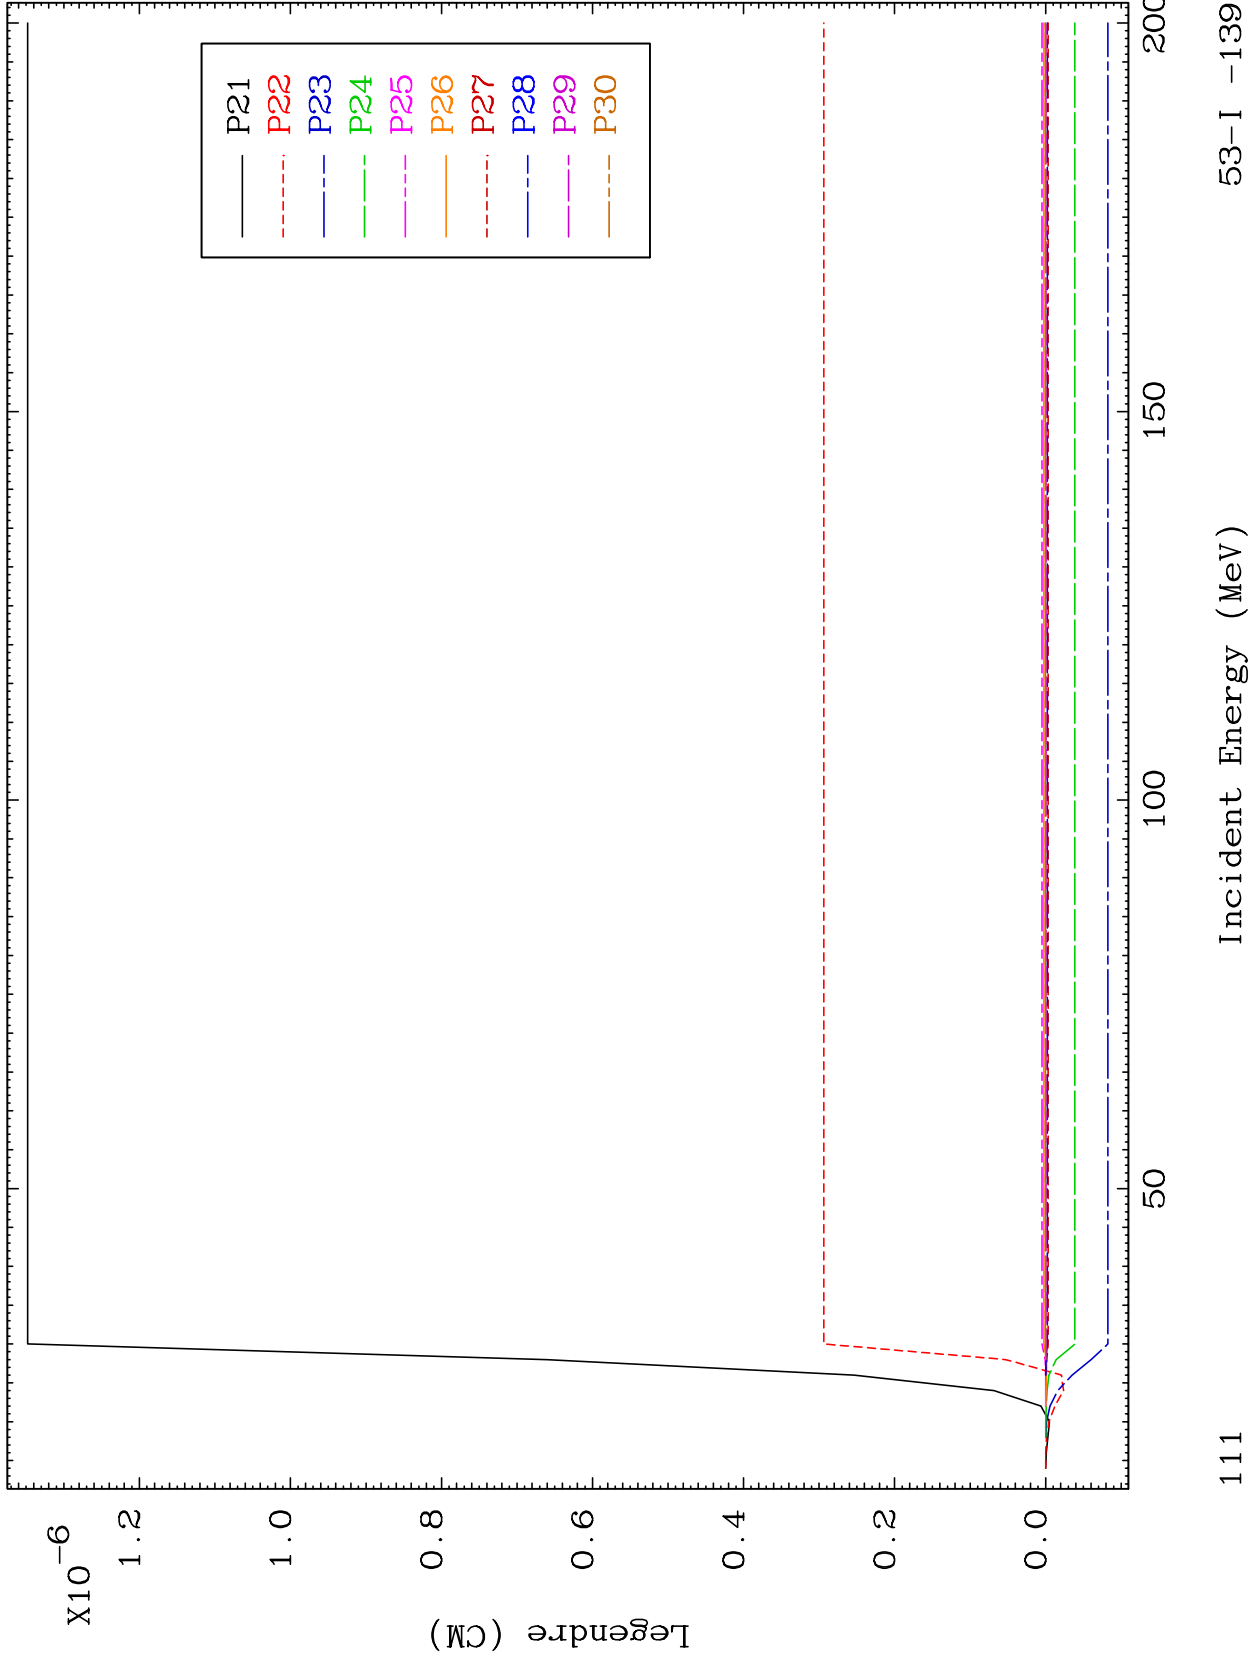 X10-6
1.2
1.0
0.8
0.6
0.4
0.2
0.0
Legendre (CM)
P21
P22
P23
P24
P25
P26
P27
P28
P29
P30
50
100
150
200
Incident Energy (MeV)
111
53-I -139